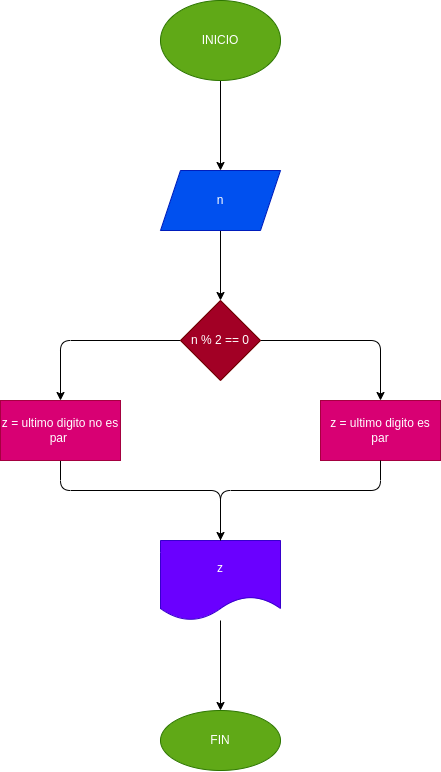 INICIO
n
n % 2 == 0
z = ultimo digito no es
par
z = ultimo digito es
par
z
FIN